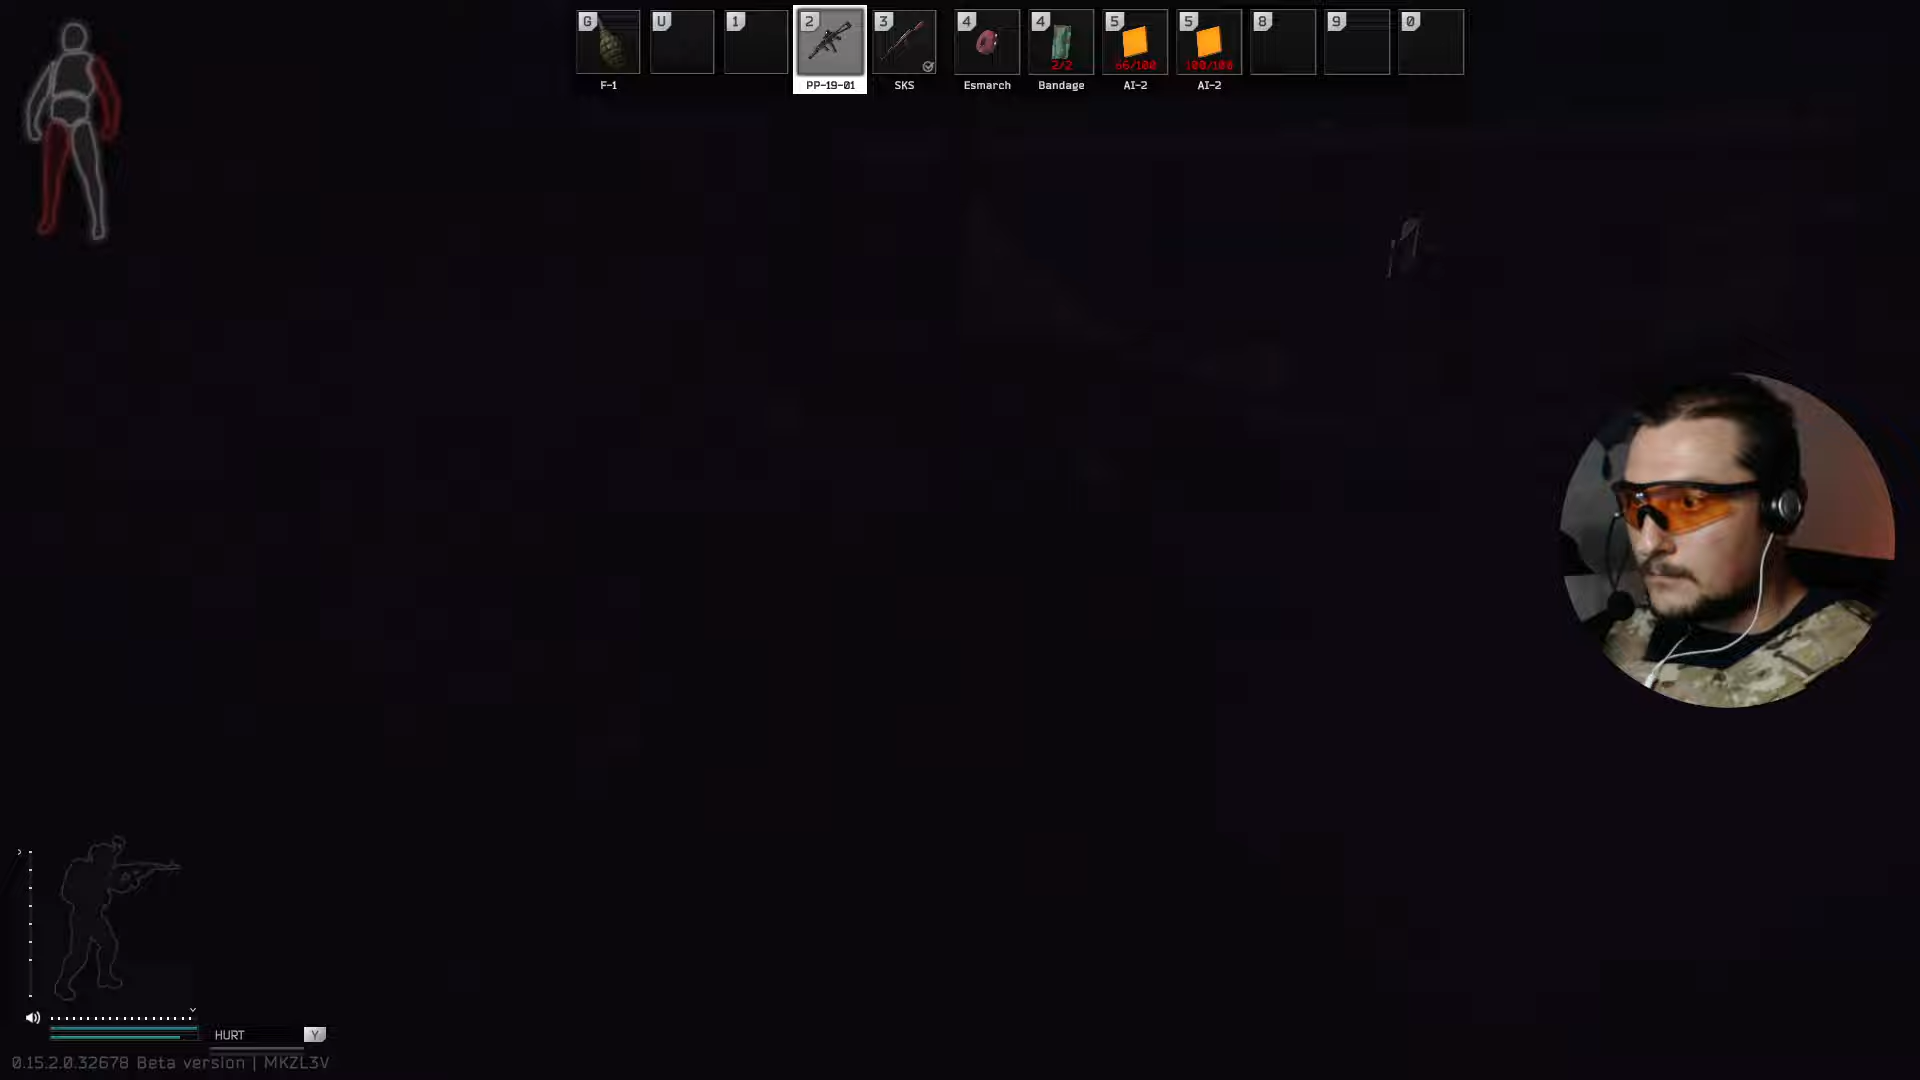 G U 1 2 3 4 4 5 5 8 9 0
2/2 66/100 100/100
F-1 PP-19-01 SKS Esmarch Bandage AI-2 AI-2
HURT Y
0.15.2.0.32678 Beta version | MKZL3V